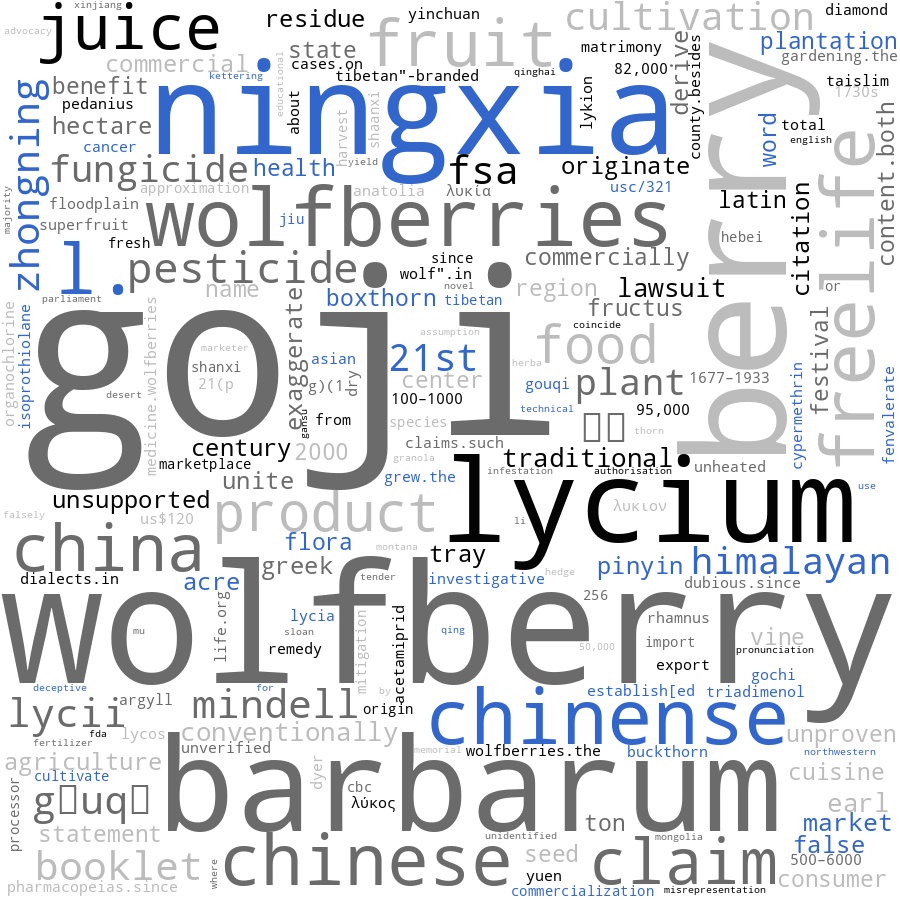 xinjiang
yinchuan
diamond
juice
residue
fruit
cultivation
advocacy
state
matrimony
plantation
commercial
cases.on
derive
gardening.the
benefit
kettering
educational
tibetan"-branded
qinghai
82,000
taislim
1730s
zhongning
pedanius
ningxia
about
lykion
county.besides
berry
word
total
english
content.both
hectare
harvest
shaanxi
cancer
fungicide
health
yield
fsa
originate
freelife
majority
approximation
anatolia
λυκία
usc/321
latin
citation
floodplain
wolfberries
superfruit
jiu
hebei
fresh
since
commercially
l.
pesticide
wolf".in
name
novel
region
lawsuit
or
parliament
boxthorn
tibetan
fructus
organochlorine
isoprothiolane
medicine.wolfberries
goji
exaggerate
assumption
coincide
food
festival
marketer
asian
21st
herba
shanxi
21(p
g)(1
dry
center
gouqi
plant
1677–1933
cypermethrin
fenvalerate
desert
100–1000
technical
95,000
gansu
from
species
thorn
century
2000
claims.such
marketplace
granola
traditional
unheated
unite
grew.the
infestation
authorisation
use
unsupported
lycium
falsely
us$120
product
li
λυκιον
china
flora
montana
tray
greek
hedge
pinyin
himalayan
dialects.in
acre
tender
investigative
dubious.since
wolfberry
256
life.org
lycia
mitigation
acetamiprid
rhamnus
mu
sloan
qing
import
vine
remedy
50,000
pronunciation
export
gochi
deceptive
for
by
establish[ed
triadimenol
lycii
argyll
mindell
origin
chinense
fda
lycos
conventionally
unproven
fertilizer
unverified
memorial
wolfberries.the
buckthorn
northwestern
agriculture
barbarum
dyer
cuisine
cultivate
cbc
processor
λύκος
earl
statement
unidentified
mongolia
ton
market
false
booklet
where
chinese
seed
claim
500–6000
yuen
consumer
pharmacopeias.since
commercialization
misrepresentation